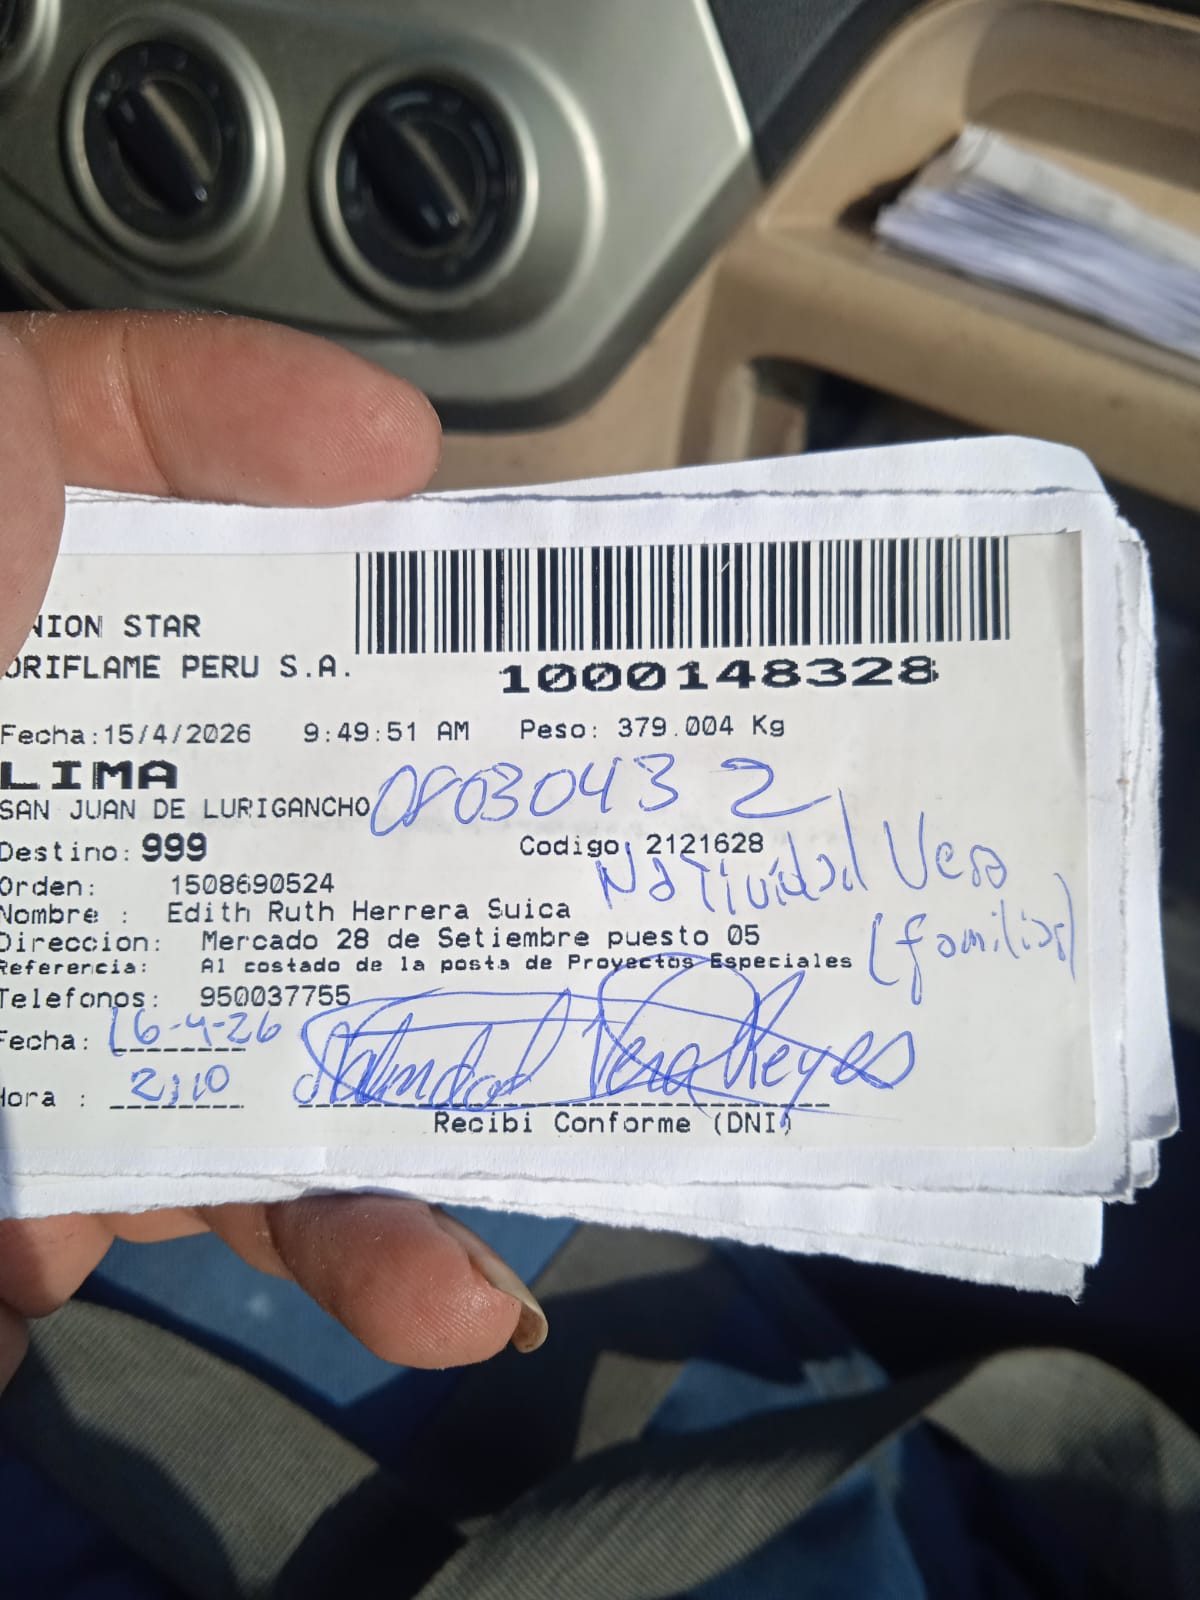 NION STAR
ORIFLAME PERU S.A.
1000148328
Fecha:15/4/2026 9:49:51 AM Peso: 379.004 Kg
LIMA
SAN JUAN DE LURIGANCHO 08030432
Destino: 999 Codigo: 2121628
Natividad Vera
Orden: 1508690524
Nombre : Edith Ruth Herrera Suica
(familiar)
Direccion: Mercado 28 de Setiembre puesto 05
Referencia: Al costado de la posta de Proyectos Especiales
Telefonos: 950037755
Fecha: 16-4-26
Hora : 2:10 Natividad Vera Reyes
Recibi Conforme (DNI)